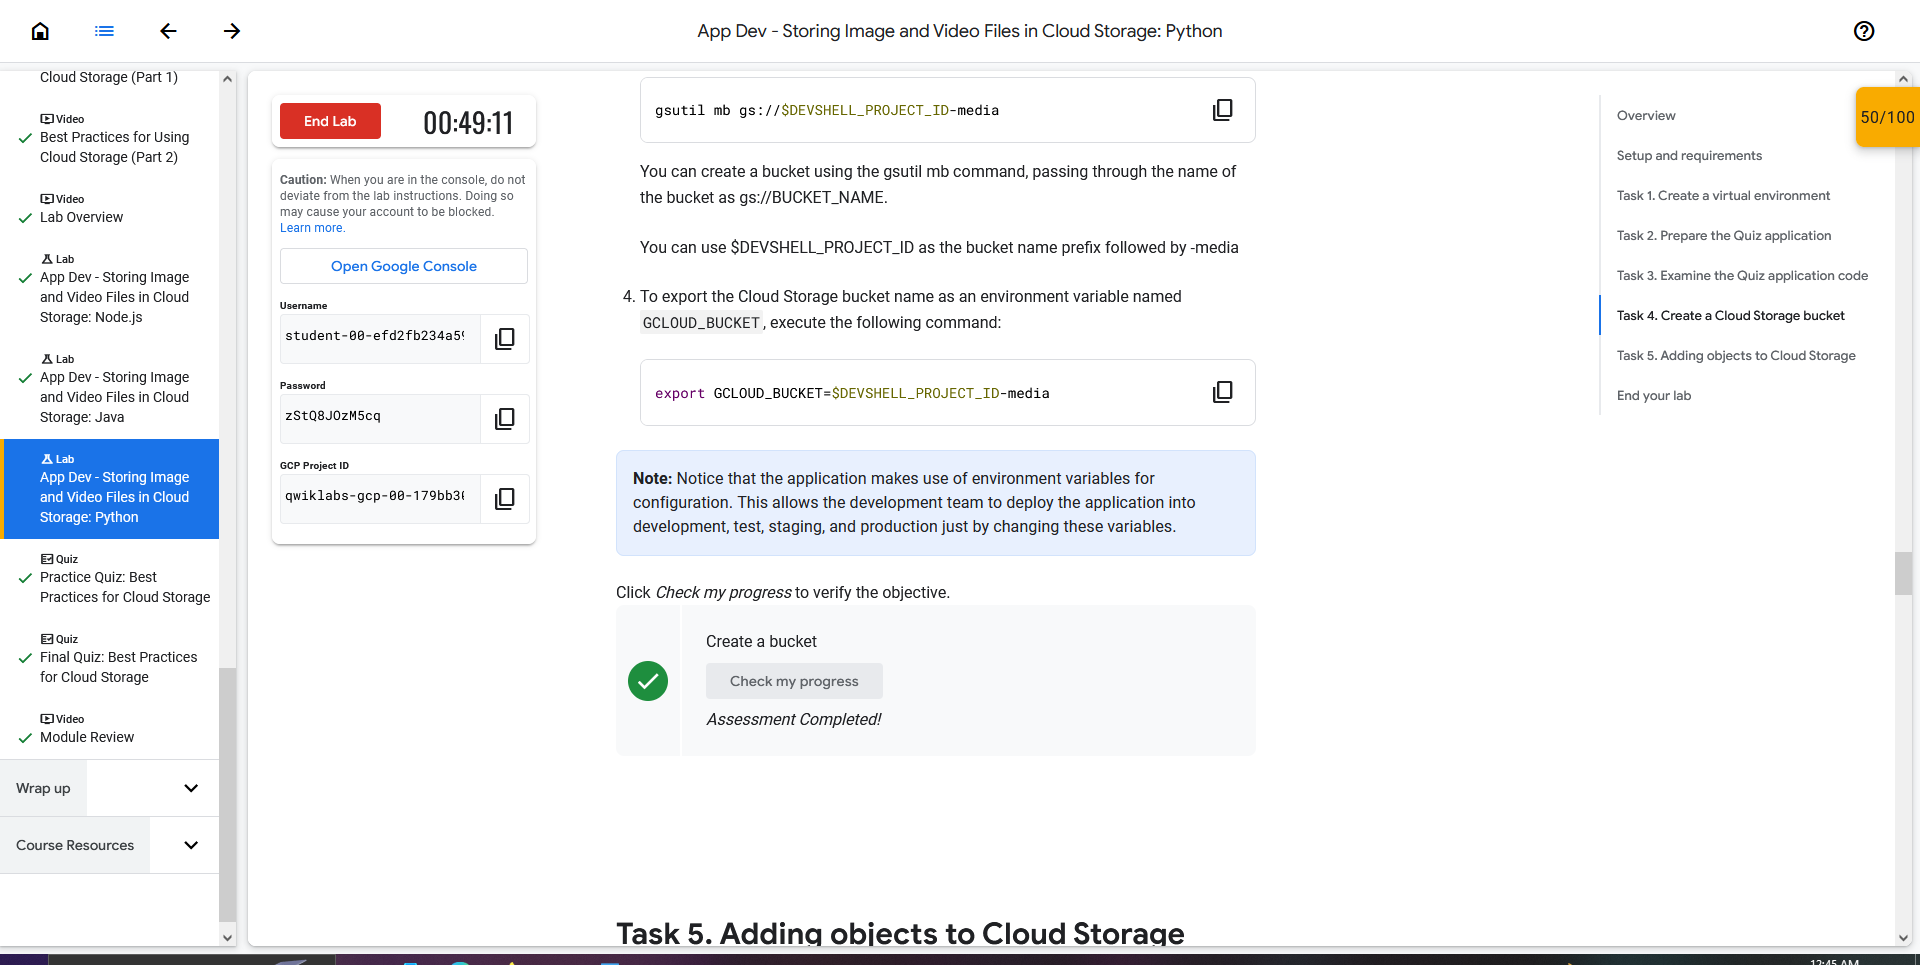 App Dev - Storing Image and Video Files in Cloud Storage: Python
Cloud Storage (Part 1)
Video
Best Practices for Using
Cloud Storage (Part 2)
Video
Lab Overview
Lab
App Dev - Storing Image
and Video Files in Cloud
Storage: Node.js
Lab
App Dev - Storing Image
and Video Files in Cloud
Storage: Java
Lab
App Dev - Storing Image
and Video Files in Cloud
Storage: Python
Quiz
Practice Quiz: Best
Practices for Cloud Storage
Quiz
Final Quiz: Best Practices
for Cloud Storage
Video
Module Review
Wrap up
Course Resources
End Lab
00:49:11
Caution: When you are in the console, do not
deviate from the lab instructions. Doing so
may cause your account to be blocked.
Learn more.
Open Google Console
Username
student-00-efd2fb234a59
Password
zStQ8JOzM5cq
GCP Project ID
qwiklabs-gcp-00-179bb30
gsutil mb gs://$DEVSHELL_PROJECT_ID-media
You can create a bucket using the gsutil mb command, passing through the name of
the bucket as gs://BUCKET_NAME.
You can use $DEVSHELL_PROJECT_ID as the bucket name prefix followed by -media
4. To export the Cloud Storage bucket name as an environment variable named
GCLOUD_BUCKET, execute the following command:
export GCLOUD_BUCKET=$DEVSHELL_PROJECT_ID-media
Note: Notice that the application makes use of environment variables for
configuration. This allows the development team to deploy the application into
development, test, staging, and production just by changing these variables.
Click Check my progress to verify the objective.
Create a bucket
Check my progress
Assessment Completed!
Task 5. Adding objects to Cloud Storage
Overview
Setup and requirements
Task 1. Create a virtual environment
Task 2. Prepare the Quiz application
Task 3. Examine the Quiz application code
Task 4. Create a Cloud Storage bucket
Task 5. Adding objects to Cloud Storage
End your lab
50/100
12:45 AM